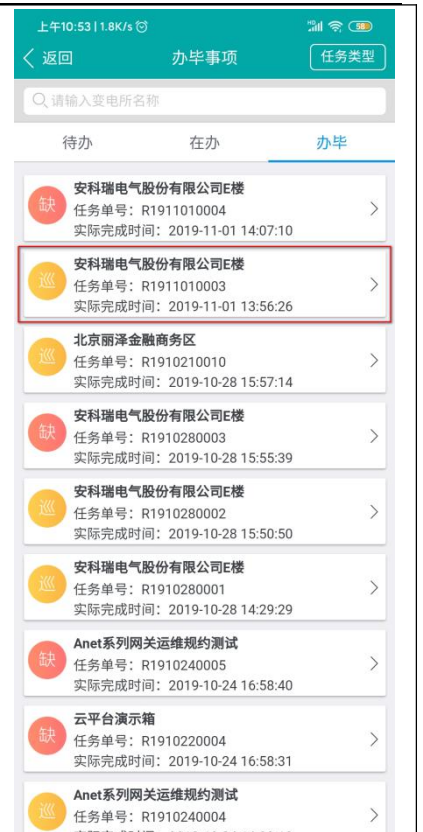 上午10:53 | 1.8K/s
58
返回
办毕事项
任务类型
请输入变电所名称
待办
在办
办毕
缺
安科瑞电气股份有限公司E楼
任务单号：R1911010004
实际完成时间：2019-11-01 14:07:10
巡
安科瑞电气股份有限公司E楼
任务单号：R1911010003
实际完成时间：2019-11-01 13:56:26
巡
北京丽泽金融商务区
任务单号：R1910210010
实际完成时间：2019-10-28 15:57:14
缺
安科瑞电气股份有限公司E楼
任务单号：R1910280003
实际完成时间：2019-10-28 15:55:39
巡
安科瑞电气股份有限公司E楼
任务单号：R1910280002
实际完成时间：2019-10-28 15:50:50
巡
安科瑞电气股份有限公司E楼
任务单号：R1910280001
实际完成时间：2019-10-28 14:29:29
缺
Anet系列网关运维规约测试
任务单号：R1910240005
实际完成时间：2019-10-24 16:58:40
缺
云平台演示箱
任务单号：R1910220004
实际完成时间：2019-10-24 16:58:31
巡
Anet系列网关运维规约测试
任务单号：R1910240004